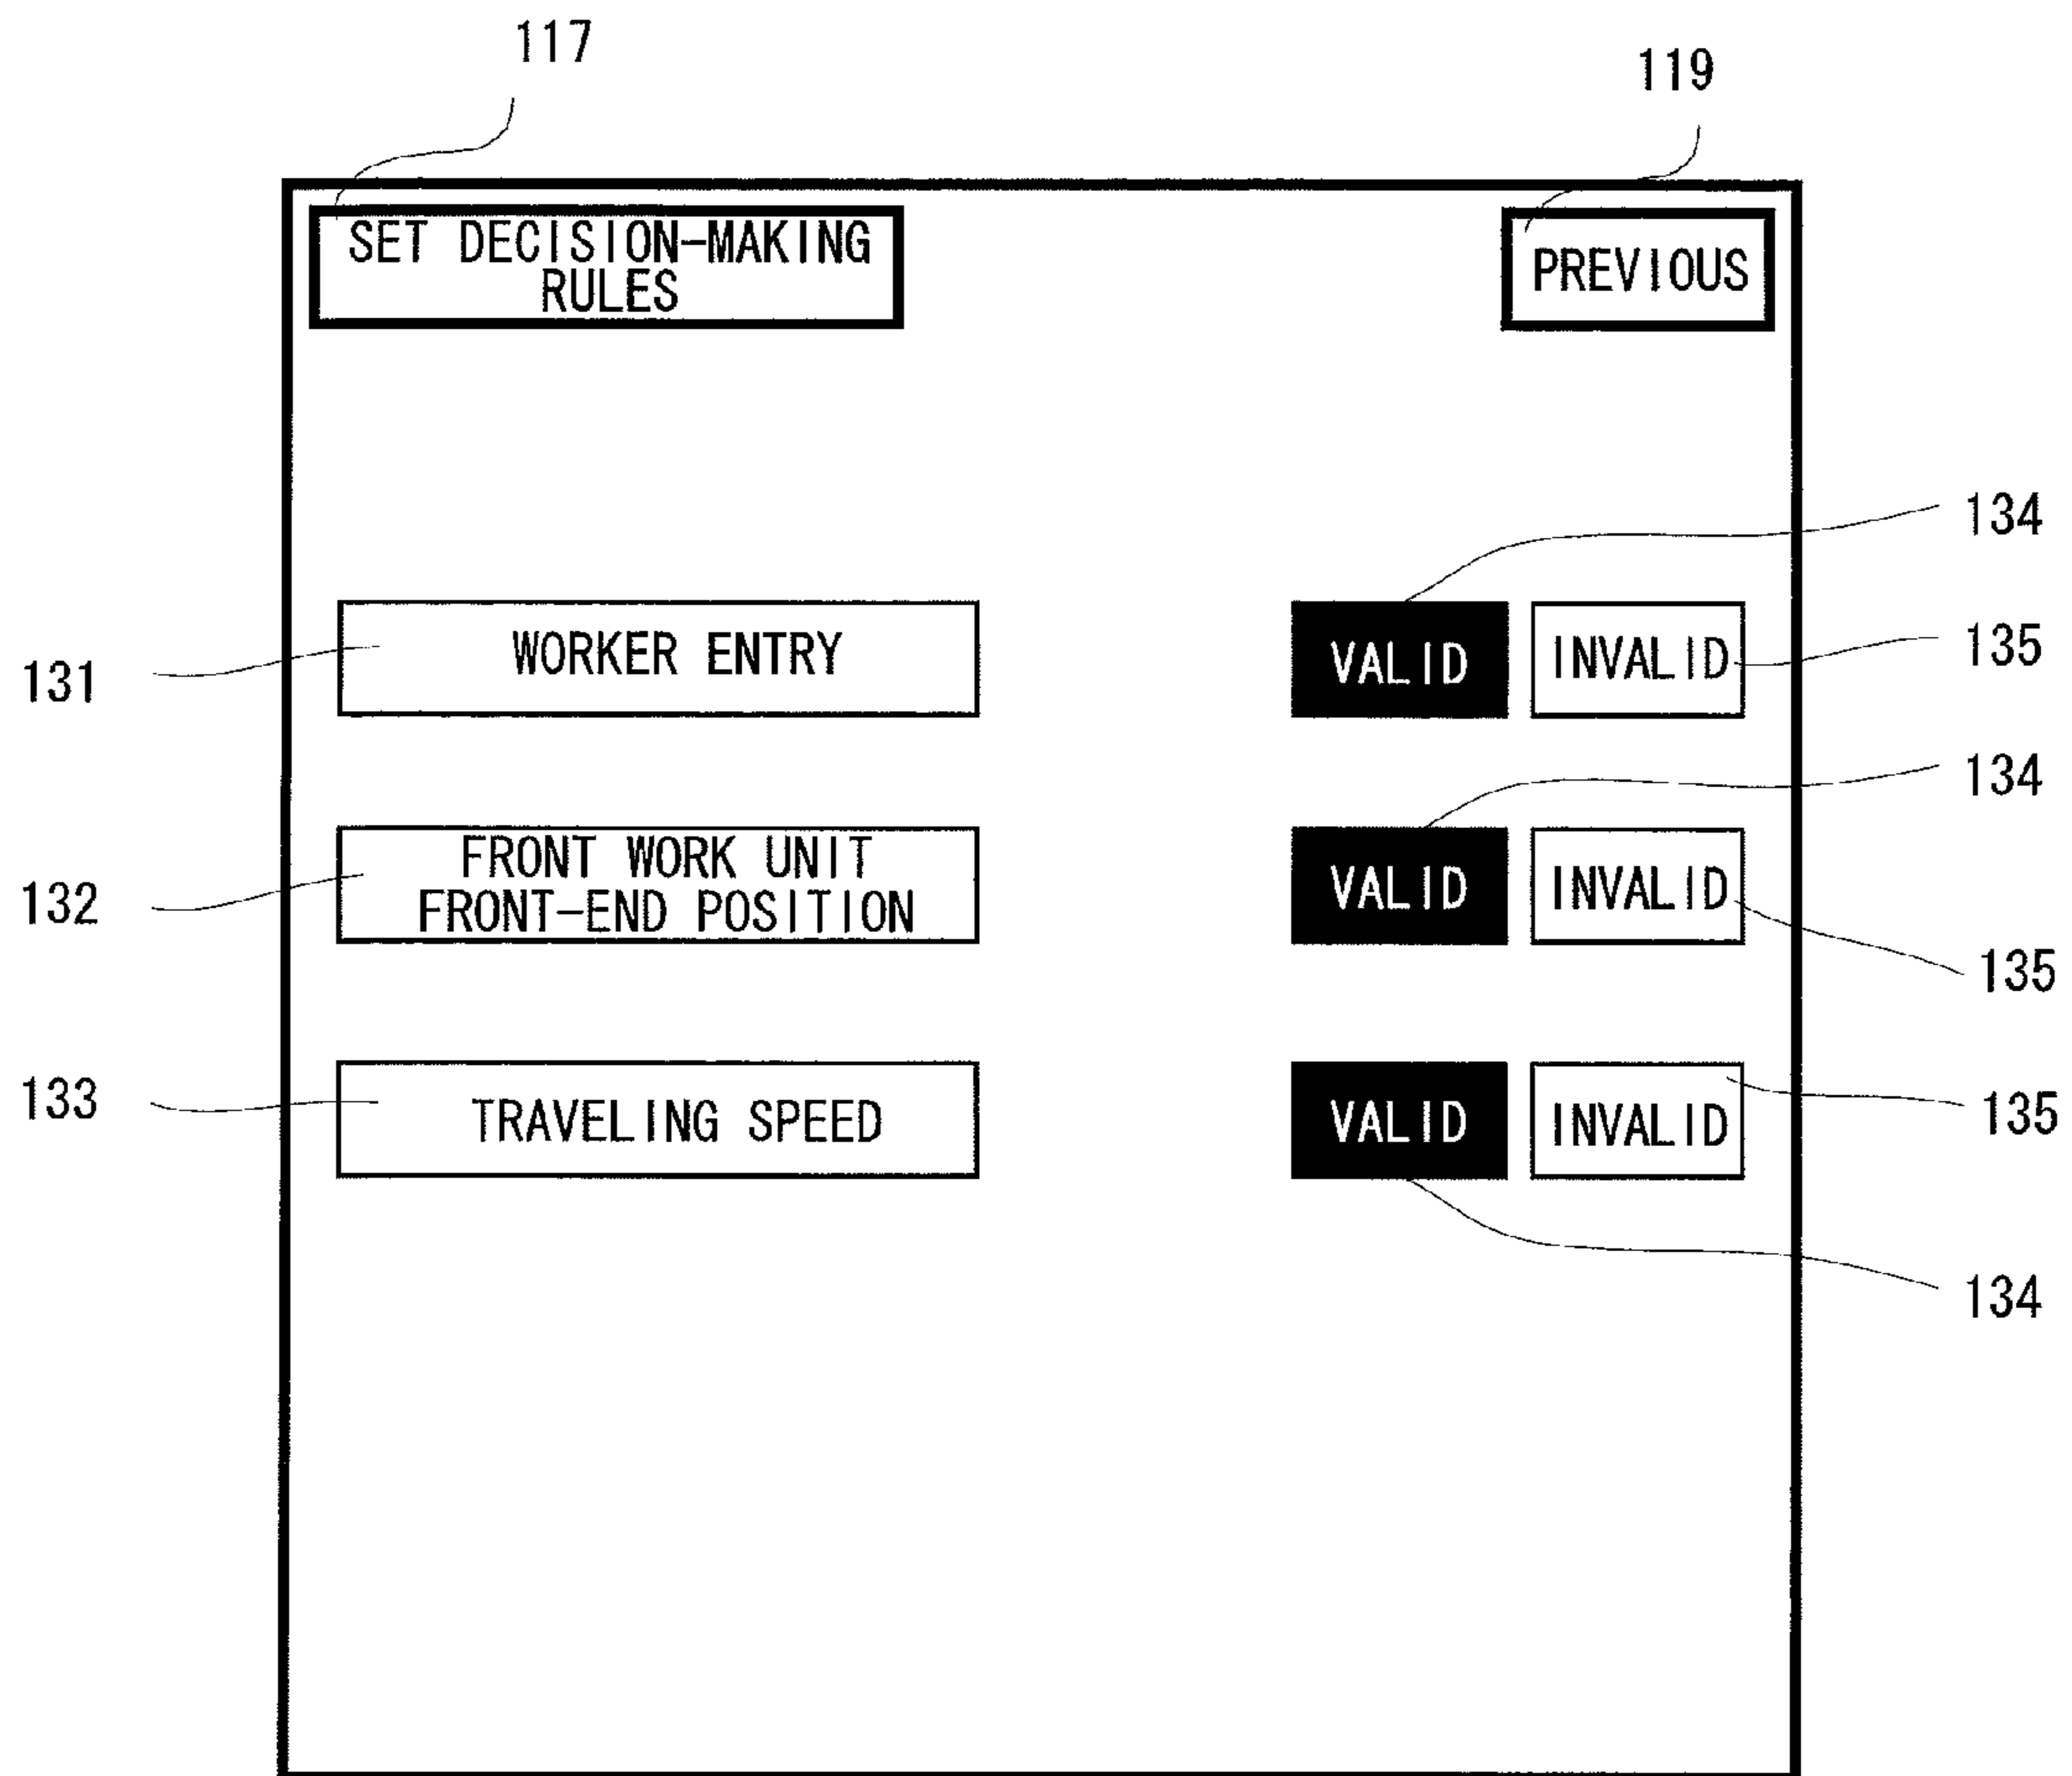 117
119
SET DECISION-MAKING
RULES
PREVIOUS
134
131
WORKER ENTRY
VALID
INVALID
135
134
132
FRONT WORK UNIT
FRONT-END POSITION
VALID
INVALID
135
133
TRAVELING SPEED
VALID
INVALID
135
134